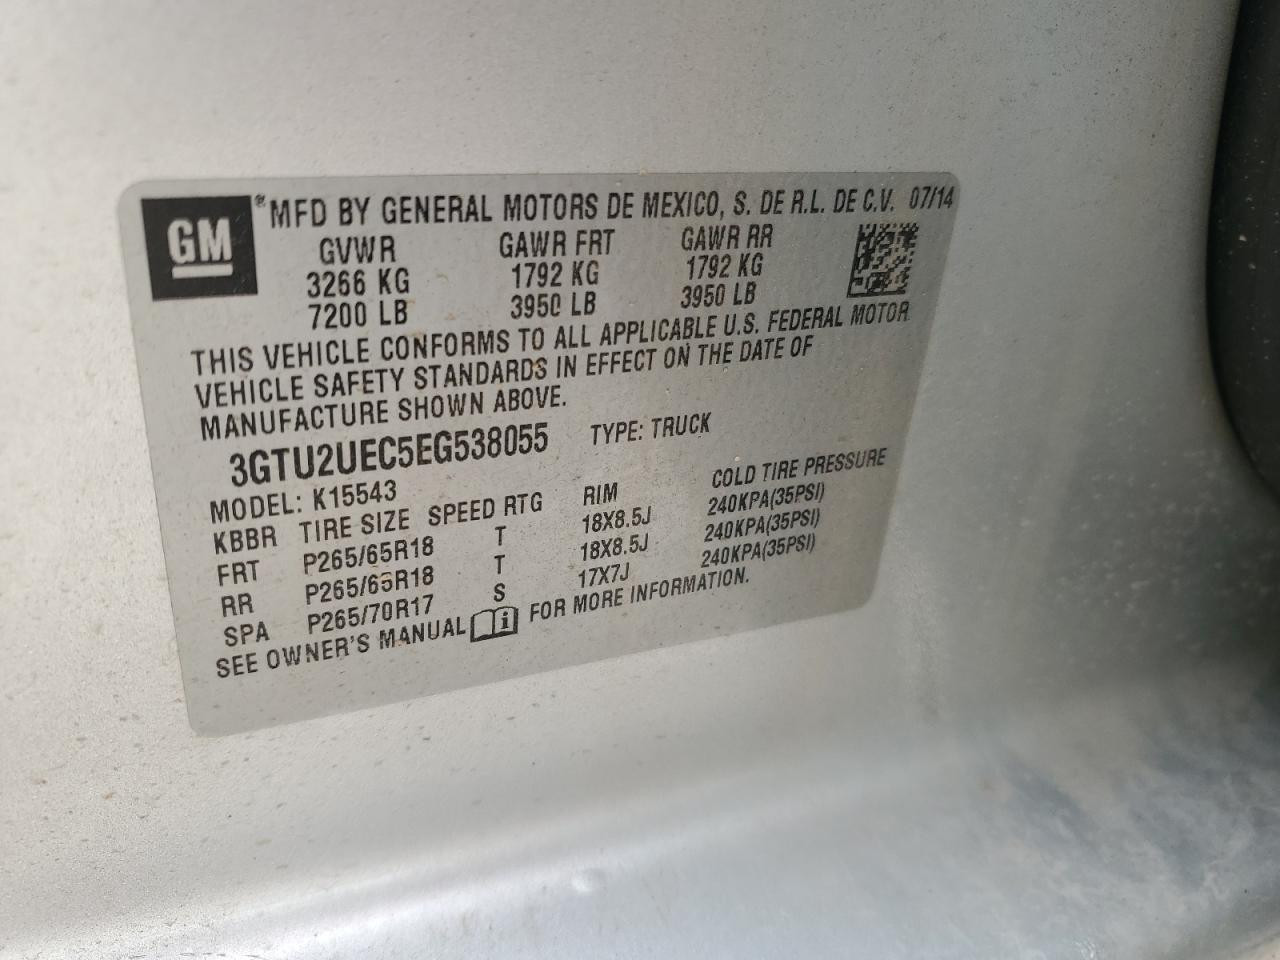 GM
® MFD BY GENERAL MOTORS DE MEXICO, S. DE R.L. DE C.V. 07/14
GVWR GAWR FRT GAWR RR
3266 KG 1792 KG 1792 KG
7200 LB 3950 LB 3950 LB
THIS VEHICLE CONFORMS TO ALL APPLICABLE U.S. FEDERAL MOTOR
VEHICLE SAFETY STANDARDS IN EFFECT ON THE DATE OF
MANUFACTURE SHOWN ABOVE.
3GTU2UEC5EG538055 TYPE: TRUCK
MODEL: K15543
KBBR TIRE SIZE SPEED RTG RIM COLD TIRE PRESSURE
FRT P265/65R18 T 18X8.5J 240KPA(35PSI)
RR P265/65R18 T 18X8.5J 240KPA(35PSI)
SPA P265/70R17 S 17X7J 240KPA(35PSI)
SEE OWNER'S MANUAL i FOR MORE INFORMATION.